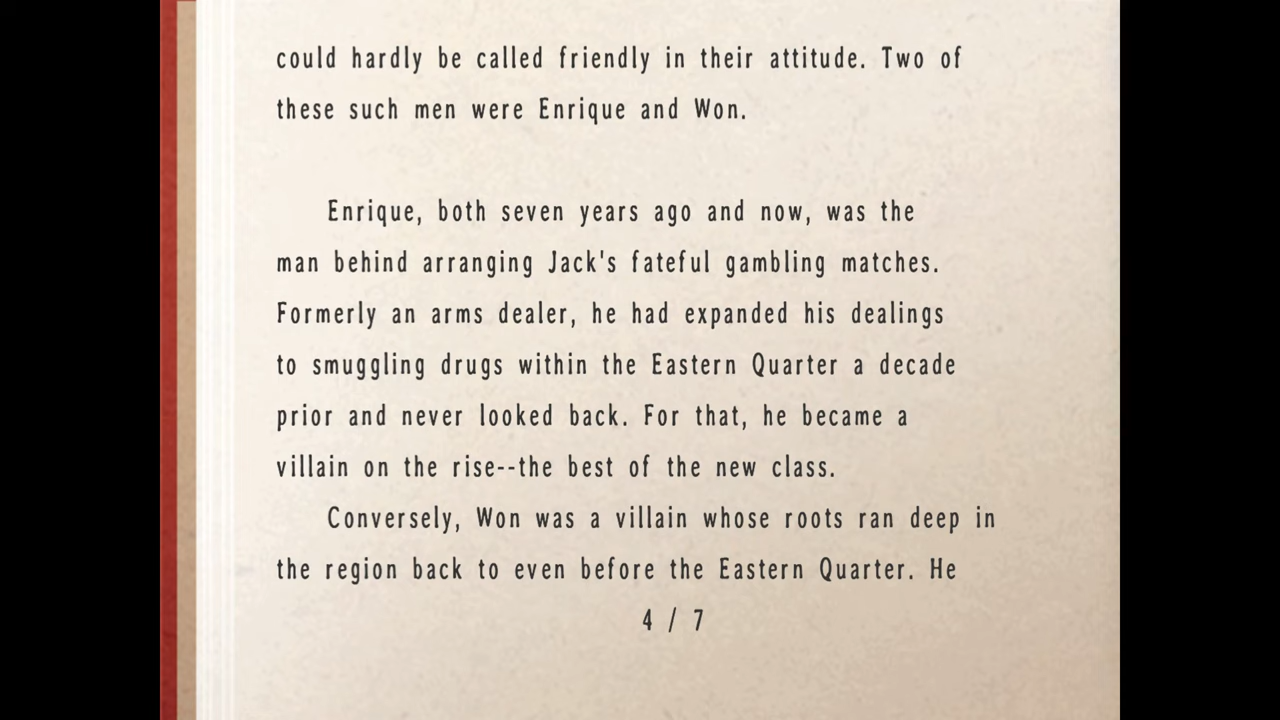 could hardly be called friendly in their attitude. Two of
these such men were Enrique and Won.
Enrique, both seven years ago and now, was the
man behind arranging Jack's fateful gambling matches.
Formerly an arms dealer, he had expanded his dealings
to smuggling drugs within the Eastern Quarter a decade
prior and never looked back. For that, he became a
villain on the rise--the best of the new class.
Conversely, Won was a villain whose roots ran deep in
the region back to even before the Eastern Quarter. He
4 / 7